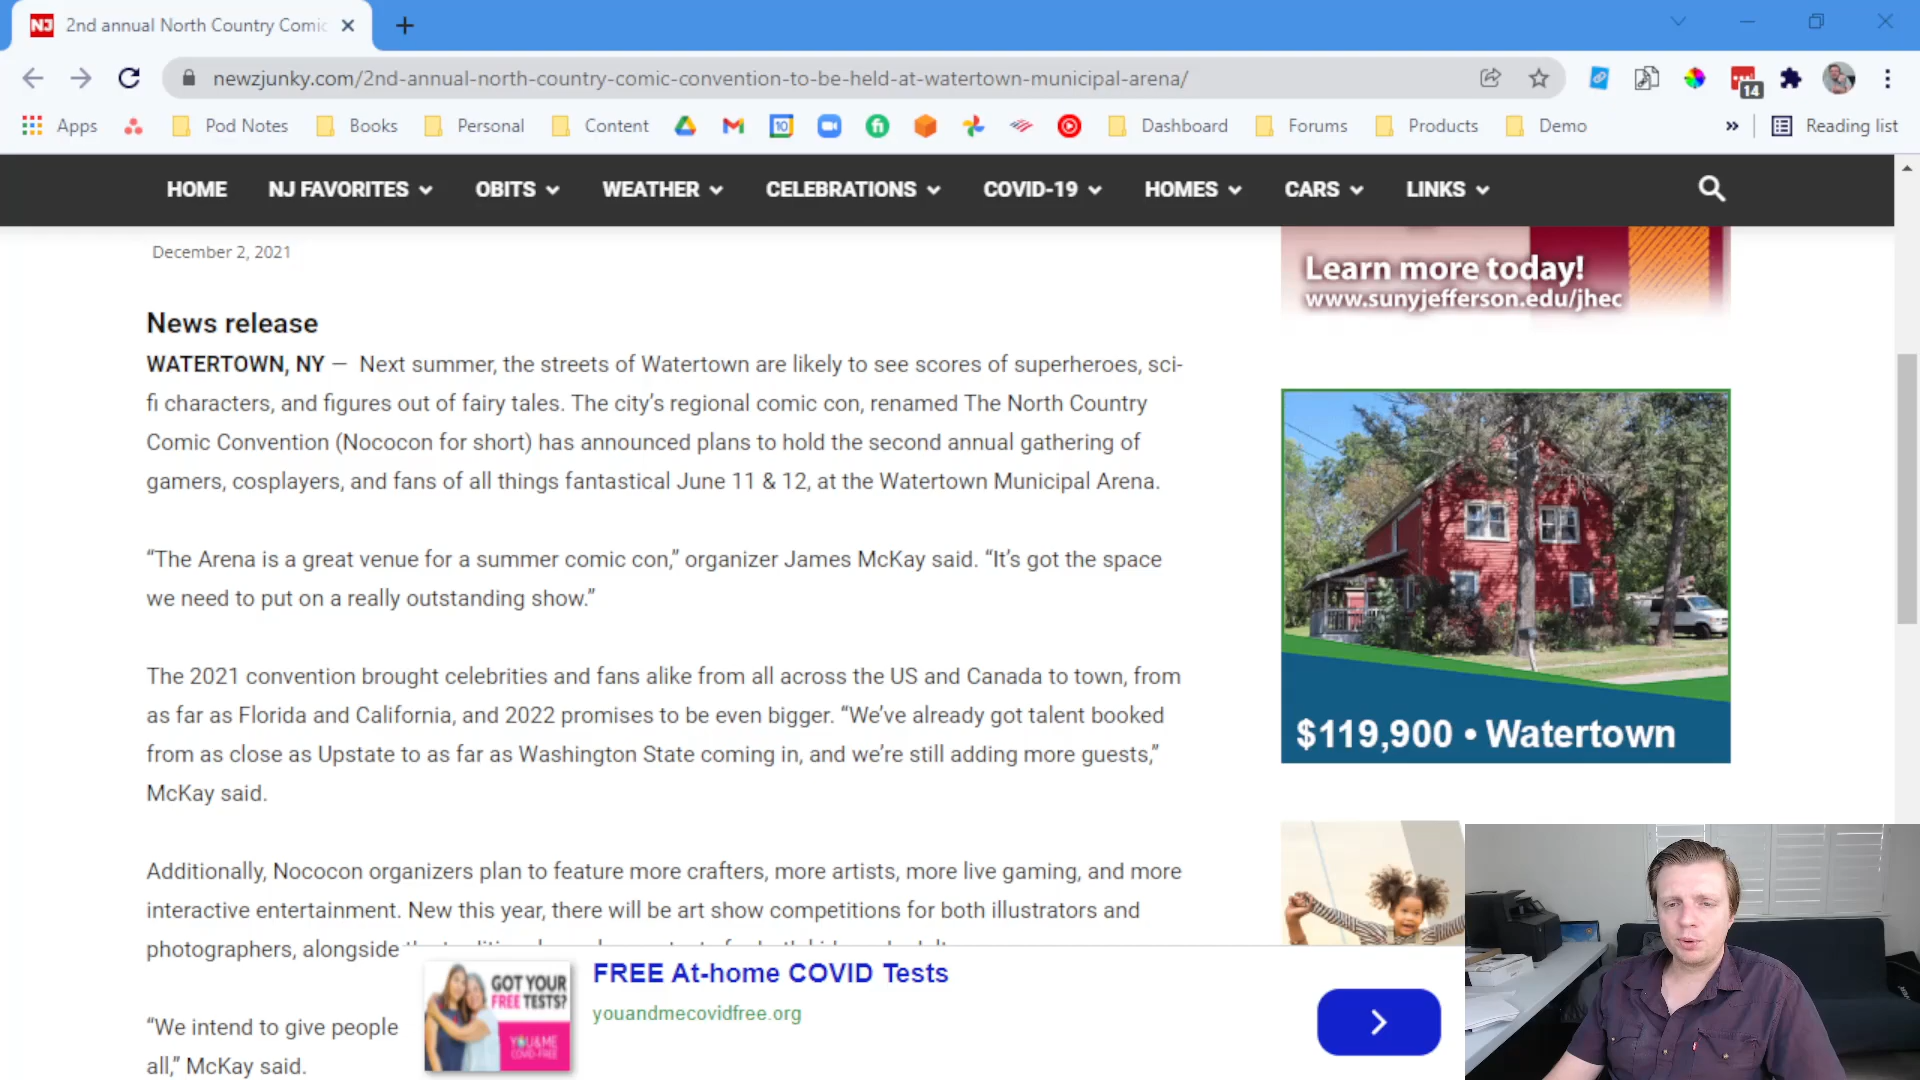 NJ 2nd annual North Country Comic
newzjunky.com/2nd-annual-north-country-comic-convention-to-be-held-at-watertown-municipal-arena/
14
Apps Pod Notes Books Personal Content 10 Dashboard Forums Products Demo » Reading list
HOME NJ FAVORITES OBITS WEATHER CELEBRATIONS COVID-19 HOMES CARS LINKS
December 2, 2021
Learn more today!
www.sunyjefferson.edu/jhec
News release
WATERTOWN, NY — Next summer, the streets of Watertown are likely to see scores of superheroes, sci-
fi characters, and figures out of fairy tales. The city’s regional comic con, renamed The North Country
Comic Convention (Nococon for short) has announced plans to hold the second annual gathering of
gamers, cosplayers, and fans of all things fantastical June 11 & 12, at the Watertown Municipal Arena.
“The Arena is a great venue for a summer comic con,” organizer James McKay said. “It’s got the space
we need to put on a really outstanding show.”
The 2021 convention brought celebrities and fans alike from all across the US and Canada to town, from
as far as Florida and California, and 2022 promises to be even bigger. “We’ve already got talent booked
from as close as Upstate to as far as Washington State coming in, and we’re still adding more guests,”
McKay said.
$119,900 • Watertown
Additionally, Nococon organizers plan to feature more crafters, more artists, more live gaming, and more
interactive entertainment. New this year, there will be art show competitions for both illustrators and
photographers, alongside
“We intend to give people
all,” McKay said.
GOT YOUR
FREE TESTS?
YOU&ME
COVID-FREE
FREE At-home COVID Tests
youandmecovidfree.org